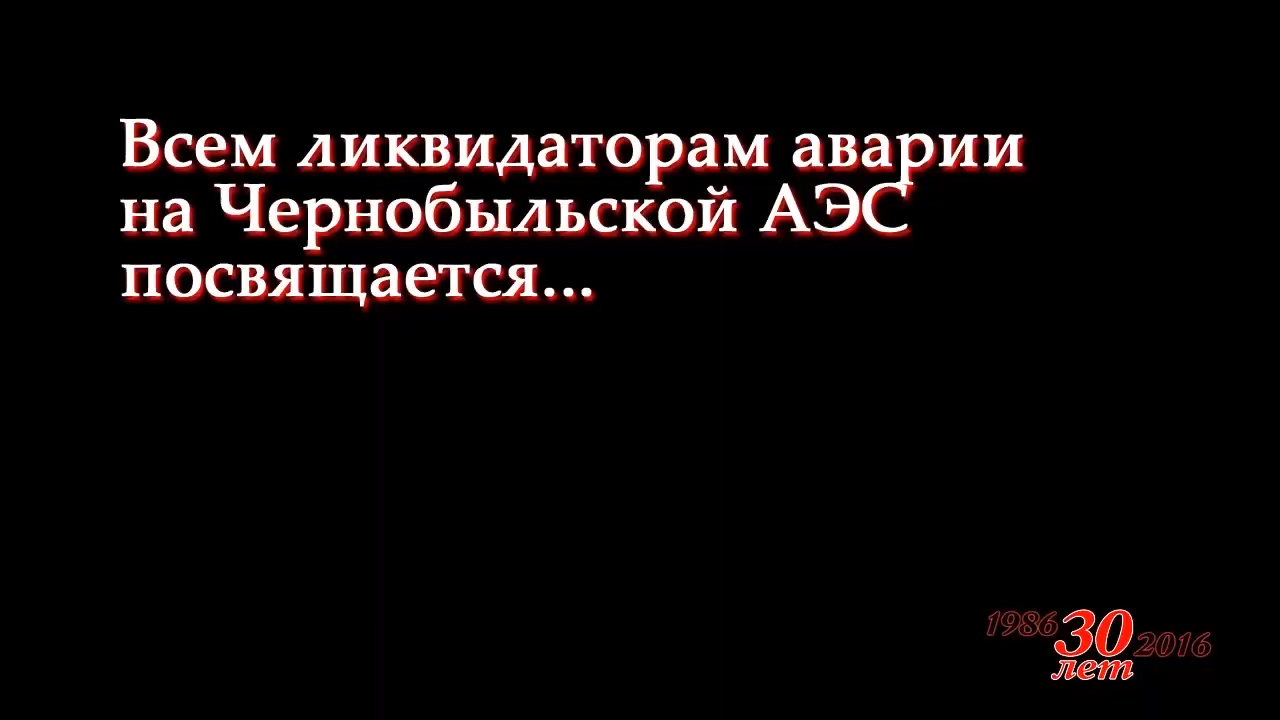 Всем ликвидаторам аварии
на Чернобыльской АЭС
посвящается...
1986 30 2016
лет